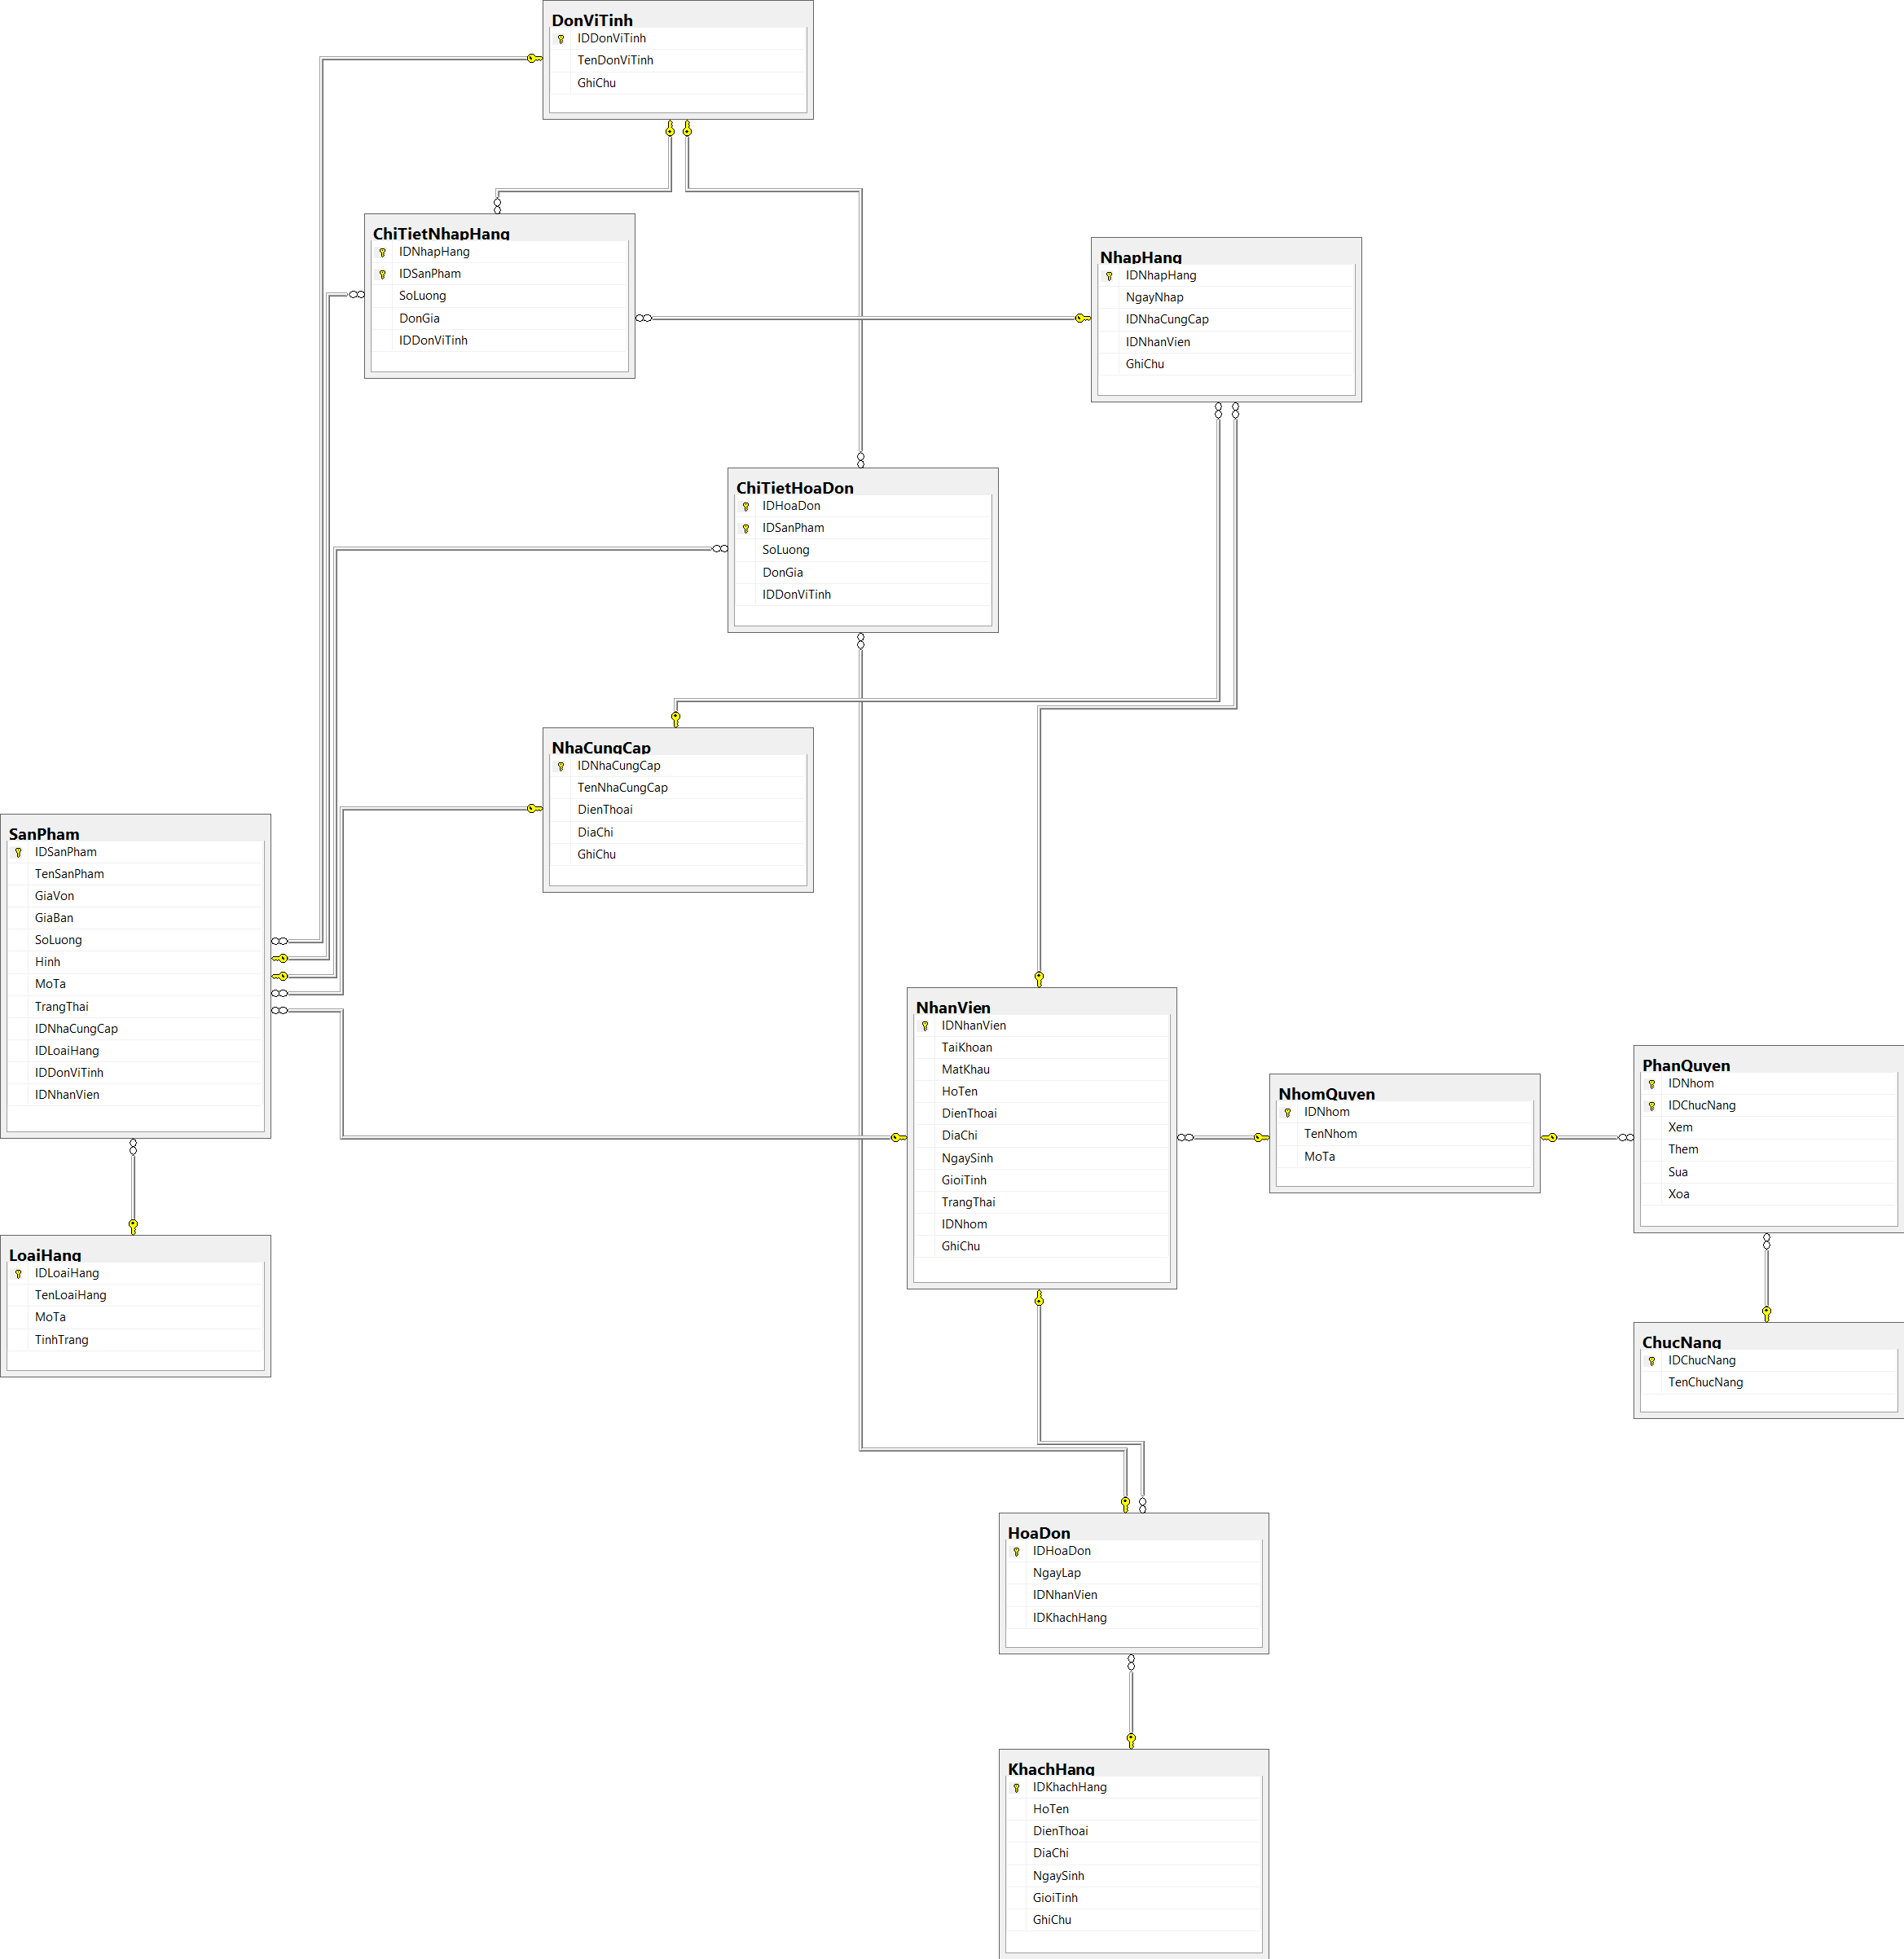 DonViTinh
IDDonViTinh
TenDonViTinh
GhiChu
ChiTietNhapHang
IDNhapHang
IDSanPham
SoLuong
DonGia
IDDonViTinh
NhapHang
IDNhapHang
NgayNhap
IDNhaCungCap
IDNhanVien
GhiChu
ChiTietHoaDon
IDHoaDon
IDSanPham
SoLuong
DonGia
IDDonViTinh
NhaCungCap
IDNhaCungCap
TenNhaCungCap
DienThoai
DiaChi
GhiChu
SanPham
IDSanPham
TenSanPham
GiaVon
GiaBan
SoLuong
Hinh
MoTa
TrangThai
IDNhaCungCap
IDLoaiHang
IDDonViTinh
IDNhanVien
NhanVien
IDNhanVien
TaiKhoan
MatKhau
HoTen
DienThoai
DiaChi
NgaySinh
GioiTinh
TrangThai
IDNhom
GhiChu
NhomQuyen
IDNhom
TenNhom
MoTa
PhanQuyen
IDNhom
IDChucNang
Xem
Them
Sua
Xoa
LoaiHang
IDLoaiHang
TenLoaiHang
MoTa
TinhTrang
ChucNang
IDChucNang
TenChucNang
HoaDon
IDHoaDon
NgayLap
IDNhanVien
IDKhachHang
KhachHang
IDKhachHang
HoTen
DienThoai
DiaChi
NgaySinh
GioiTinh
GhiChu